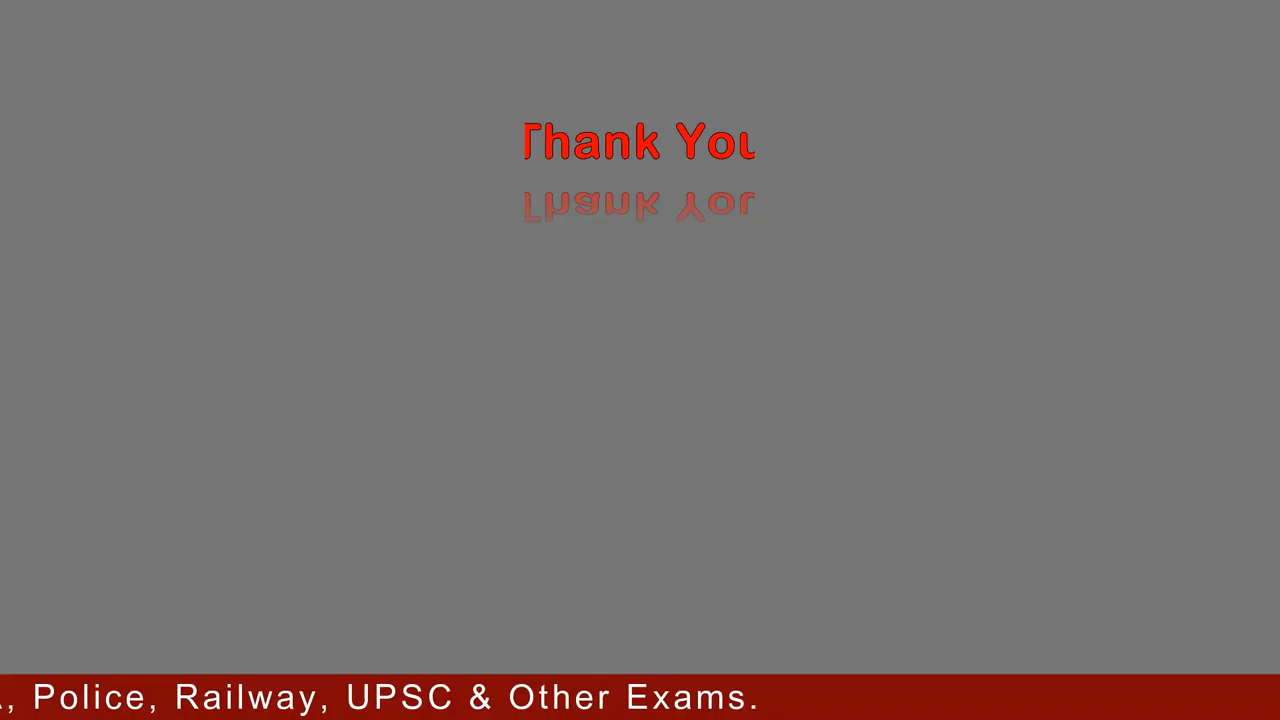 Thank You
, Police, Railway, UPSC & Other Exams.